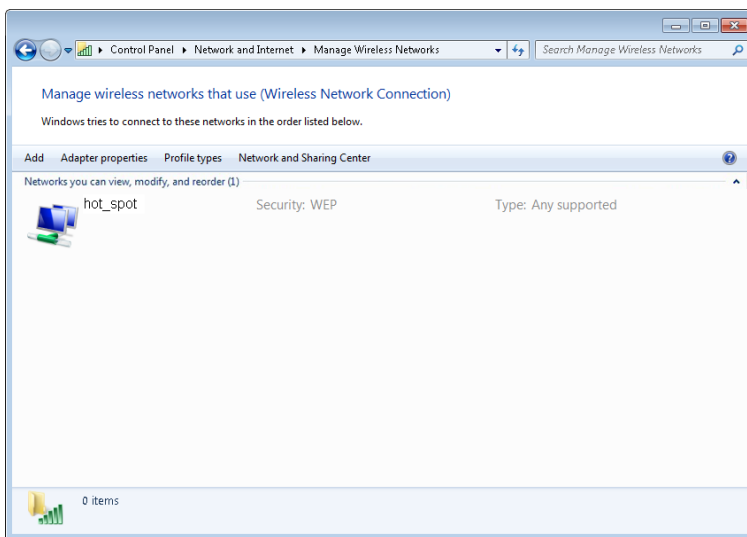 Control Panel Network and Internet Manage Wireless Networks Search Manage Wireless Networks
Manage wireless networks that use (Wireless Network Connection)
Windows tries to connect to these networks in the order listed below.
Add Adapter properties Profile types Network and Sharing Center
Networks you can view, modify, and reorder (1)
hot_spot Security: WEP Type: Any supported
0 items